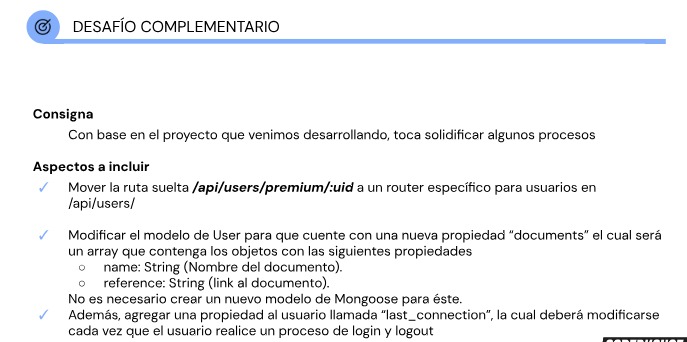 DESAFÍO COMPLEMENTARIO
Consigna
Con base en el proyecto que venimos desarrollando, toca solidificar algunos procesos
Aspectos a incluir
✓ Mover la ruta suelta /api/users/premium/:uid a un router específico para usuarios en
/api/users/
✓ Modificar el modelo de User para que cuente con una nueva propiedad “documents” el cual será
un array que contenga los objetos con las siguientes propiedades
○ name: String (Nombre del documento).
○ reference: String (link al documento).
No es necesario crear un nuevo modelo de Mongoose para éste.
✓ Además, agregar una propiedad al usuario llamada “last_connection”, la cual deberá modificarse
cada vez que el usuario realice un proceso de login y logout